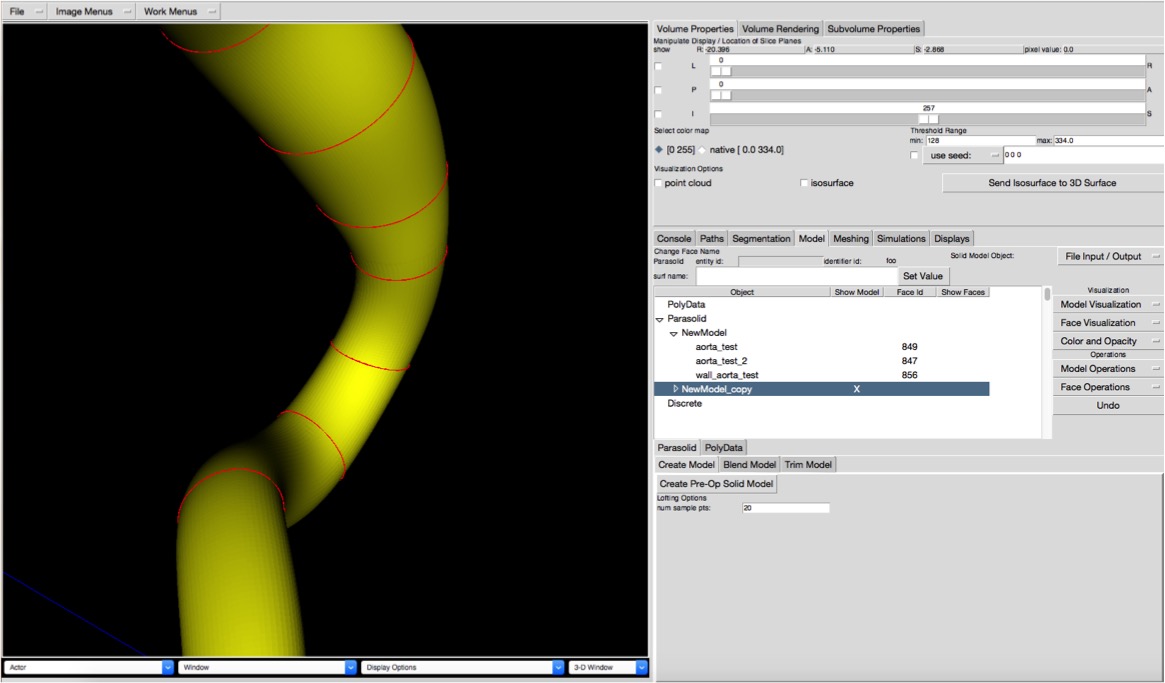 File Image Menus Work Menus
Volume Properties Volume Rendering Subvolume Properties
Manipulate Display / Location of Slice Planes
show R: -20.396 A: -5.110 S: -2.868 pixel value: 0.0
0
L R
0
P A
257
I S
Select color map Threshold Range
min: 128 max: 334.0
[0 255] native [ 0.0 334.0] use seed: 0 0 0
Visualization Options
point cloud isosurface Send Isosurface to 3D Surface
Console Paths Segmentation Model Meshing Simulations Displays
Change Face Name Solid Model Object: File Input / Output
Parasolid entity id: identifier id: foo
surf name: Set Value
Object Show Model Face Id Show Faces Visualization
PolyData Model Visualization
Parasolid Face Visualization
NewModel Color and Opacity
aorta_test 849 Operations
aorta_test_2 847 Model Operations
wall_aorta_test 856
NewModel_copy X Face Operations
Discrete Undo
Parasolid PolyData
Create Model Blend Model Trim Model
Create Pre-Op Solid Model
Lofting Options
num sample pts: 20
Actor Window Display Options 3-D Window